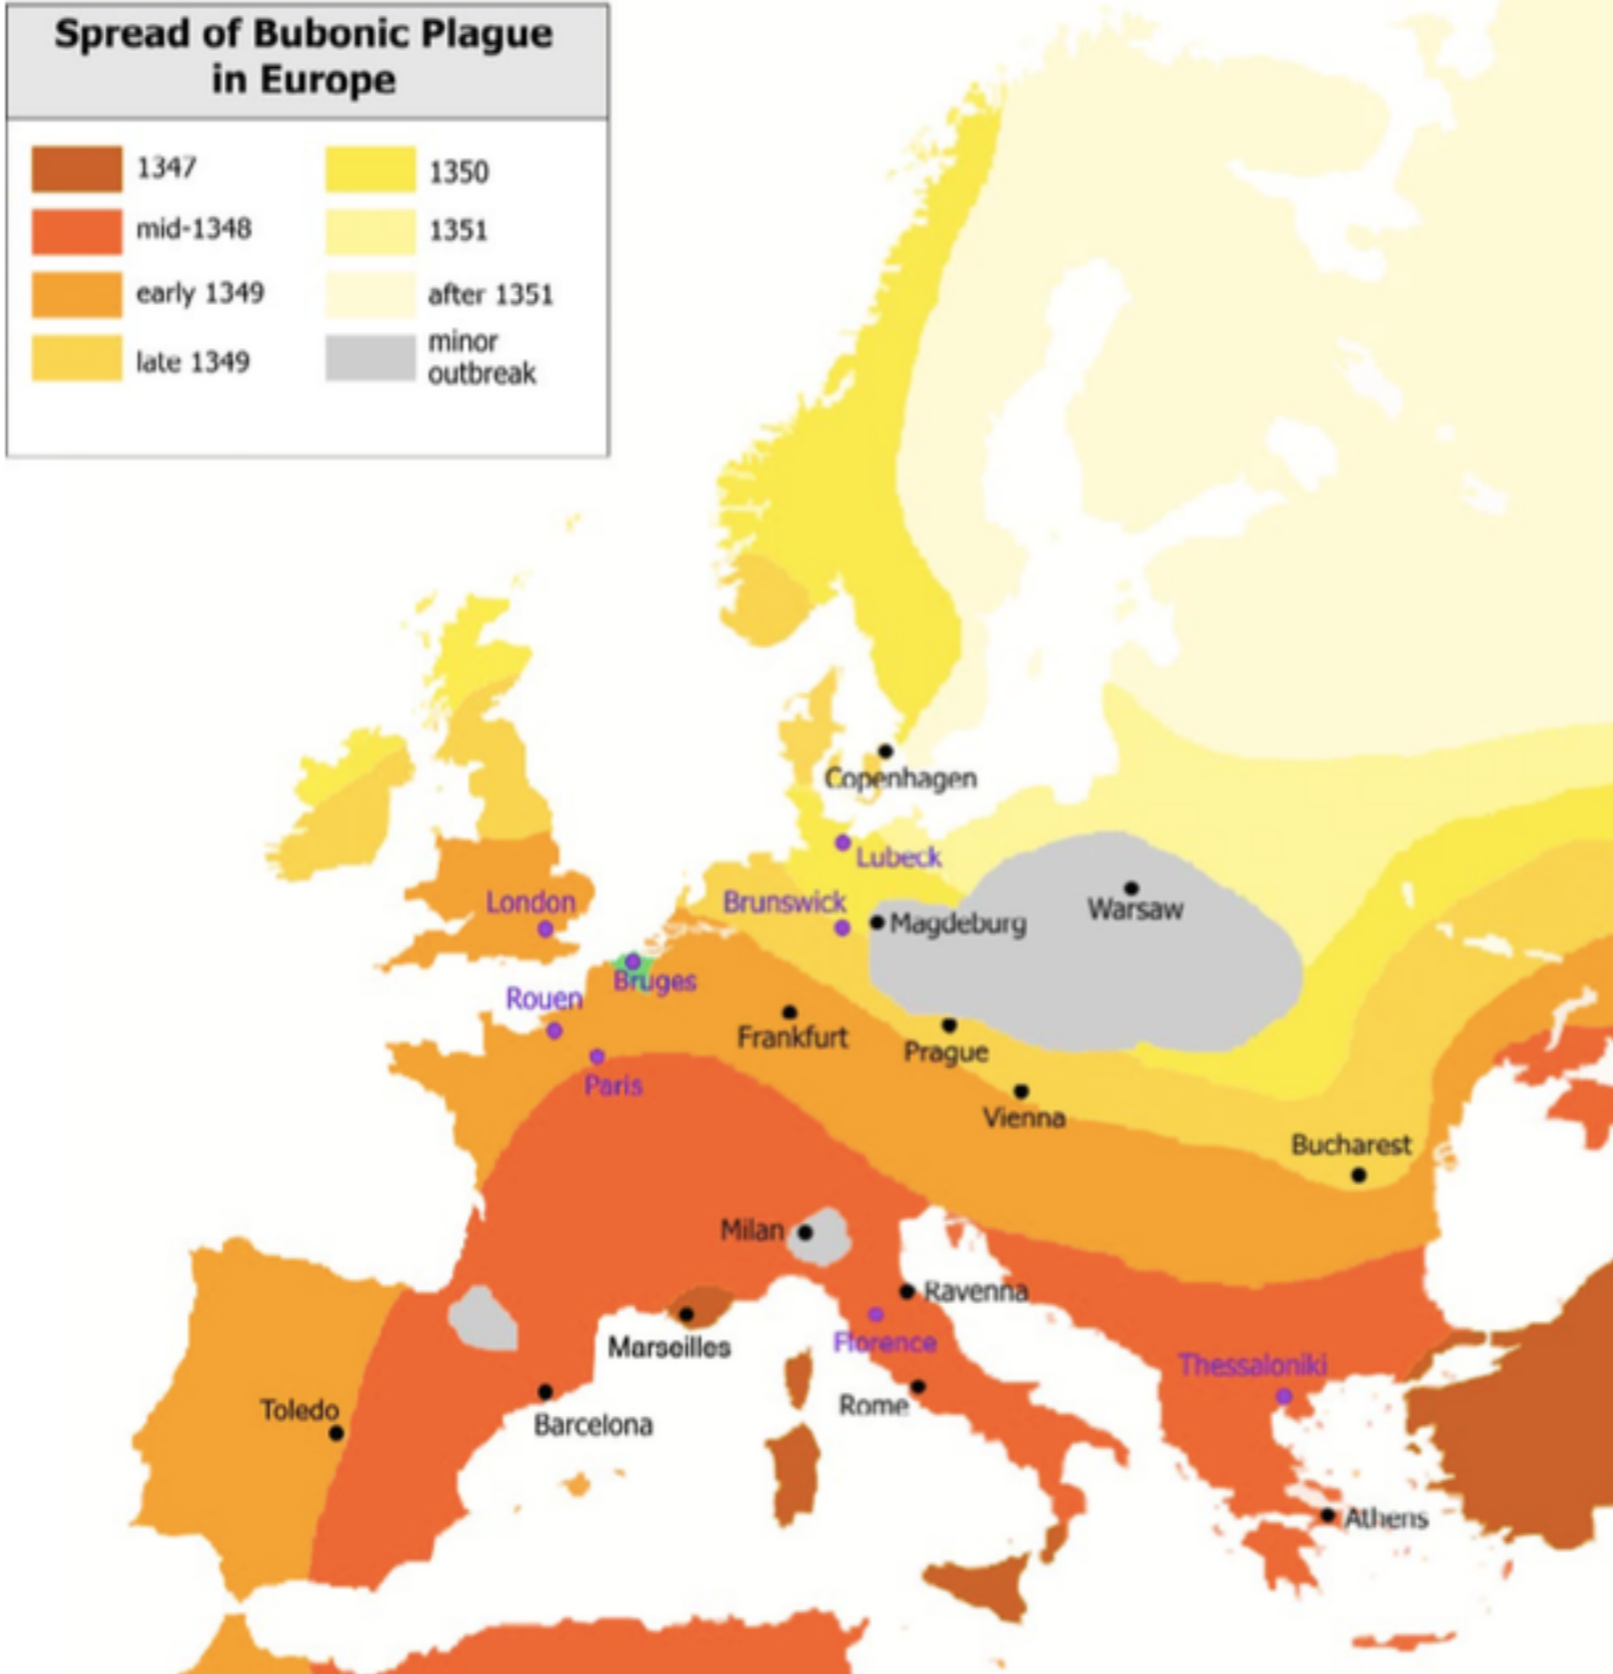 Spread of Bubonic Plague
in Europe
1347
mid-1348
early 1349
late 1349
1350
1351
after 1351
minor
outbreak
Copenhagen
Lubeck
London
Brunswick
Magdeburg
Warsaw
Bruges
Rouen
Frankfurt
Prague
Paris
Vienna
Bucharest
Milan
Ravenna
Marseilles
Florence
Thessaloniki
Toledo
Barcelona
Rome
Athens